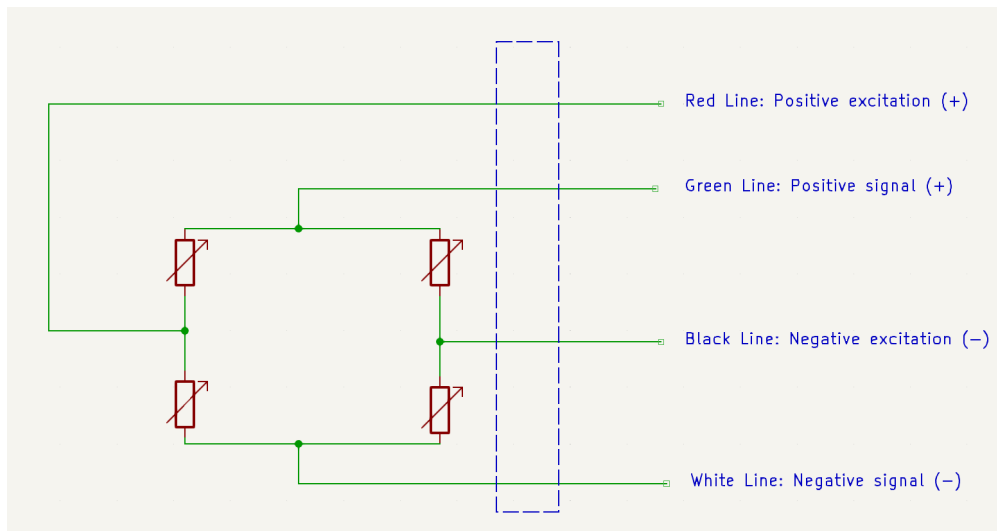 Red Line: Positive excitation (+)
Green Line: Positive signal (+)
Black Line: Negative excitation (−)
White Line: Negative signal (−)